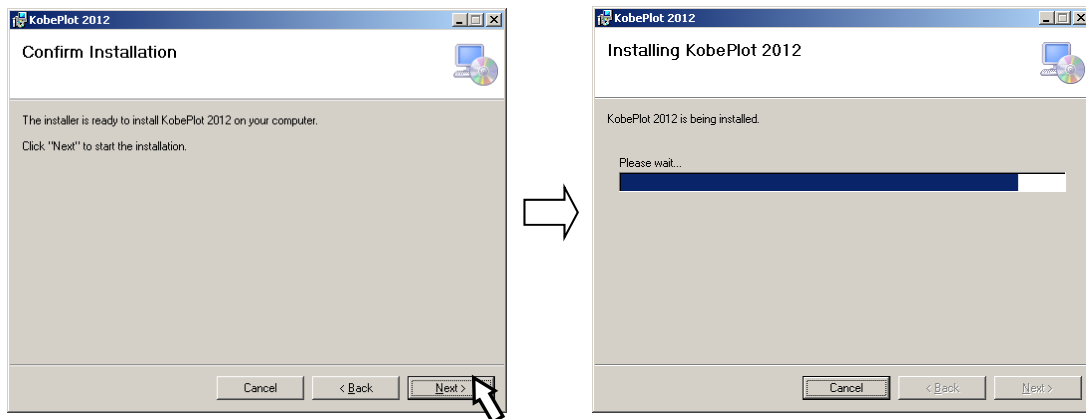 KobePlot 2012
Confirm Installation
The installer is ready to install KobePlot 2012 on your computer.
Click "Next" to start the installation.
Cancel
< Back
Next >
KobePlot 2012
Installing KobePlot 2012
KobePlot 2012 is being installed.
Please wait...
Cancel
< Back
Next >